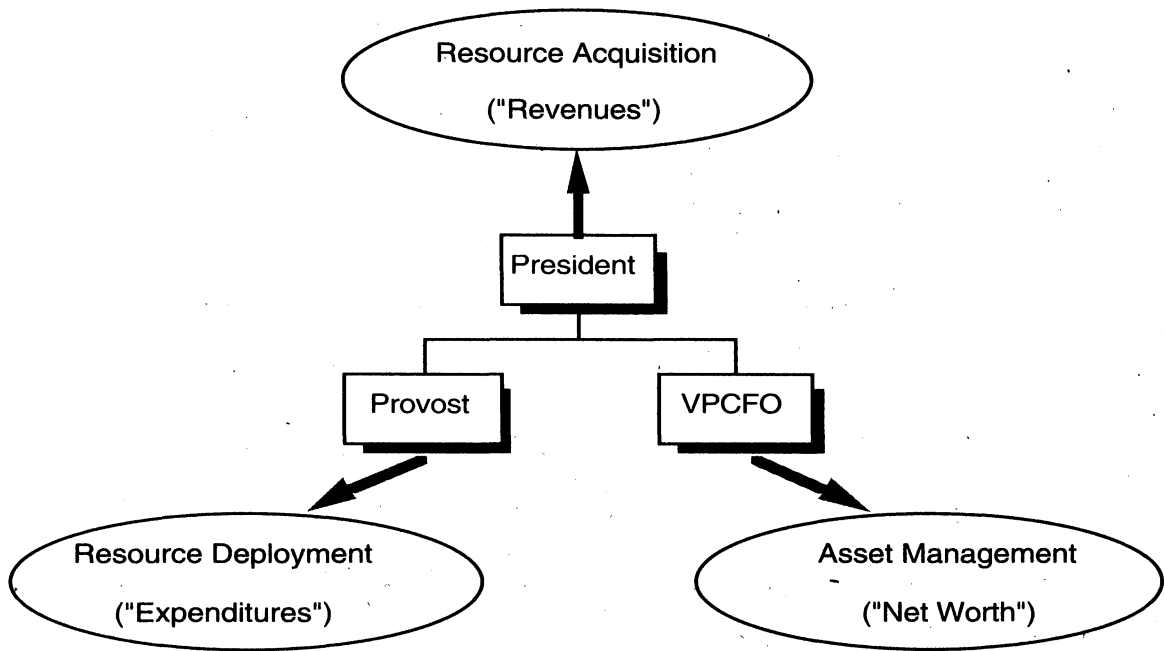 Resource Acquisition
("Revenues")
President
Provost
VPCFO
Resource Deployment
("Expenditures")
Asset Management
("Net Worth")